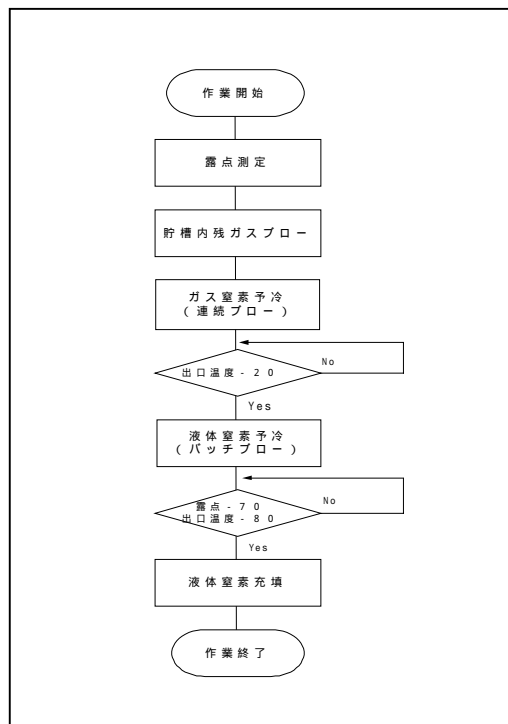 作業開始
露点測定
貯槽内残ガスブロー
ガス窒素予冷
(連続ブロー)
出口温度-20
No
Yes
液体窒素予冷
(バッチブロー)
露点-70
出口温度-80
No
Yes
液体窒素充填
作業終了